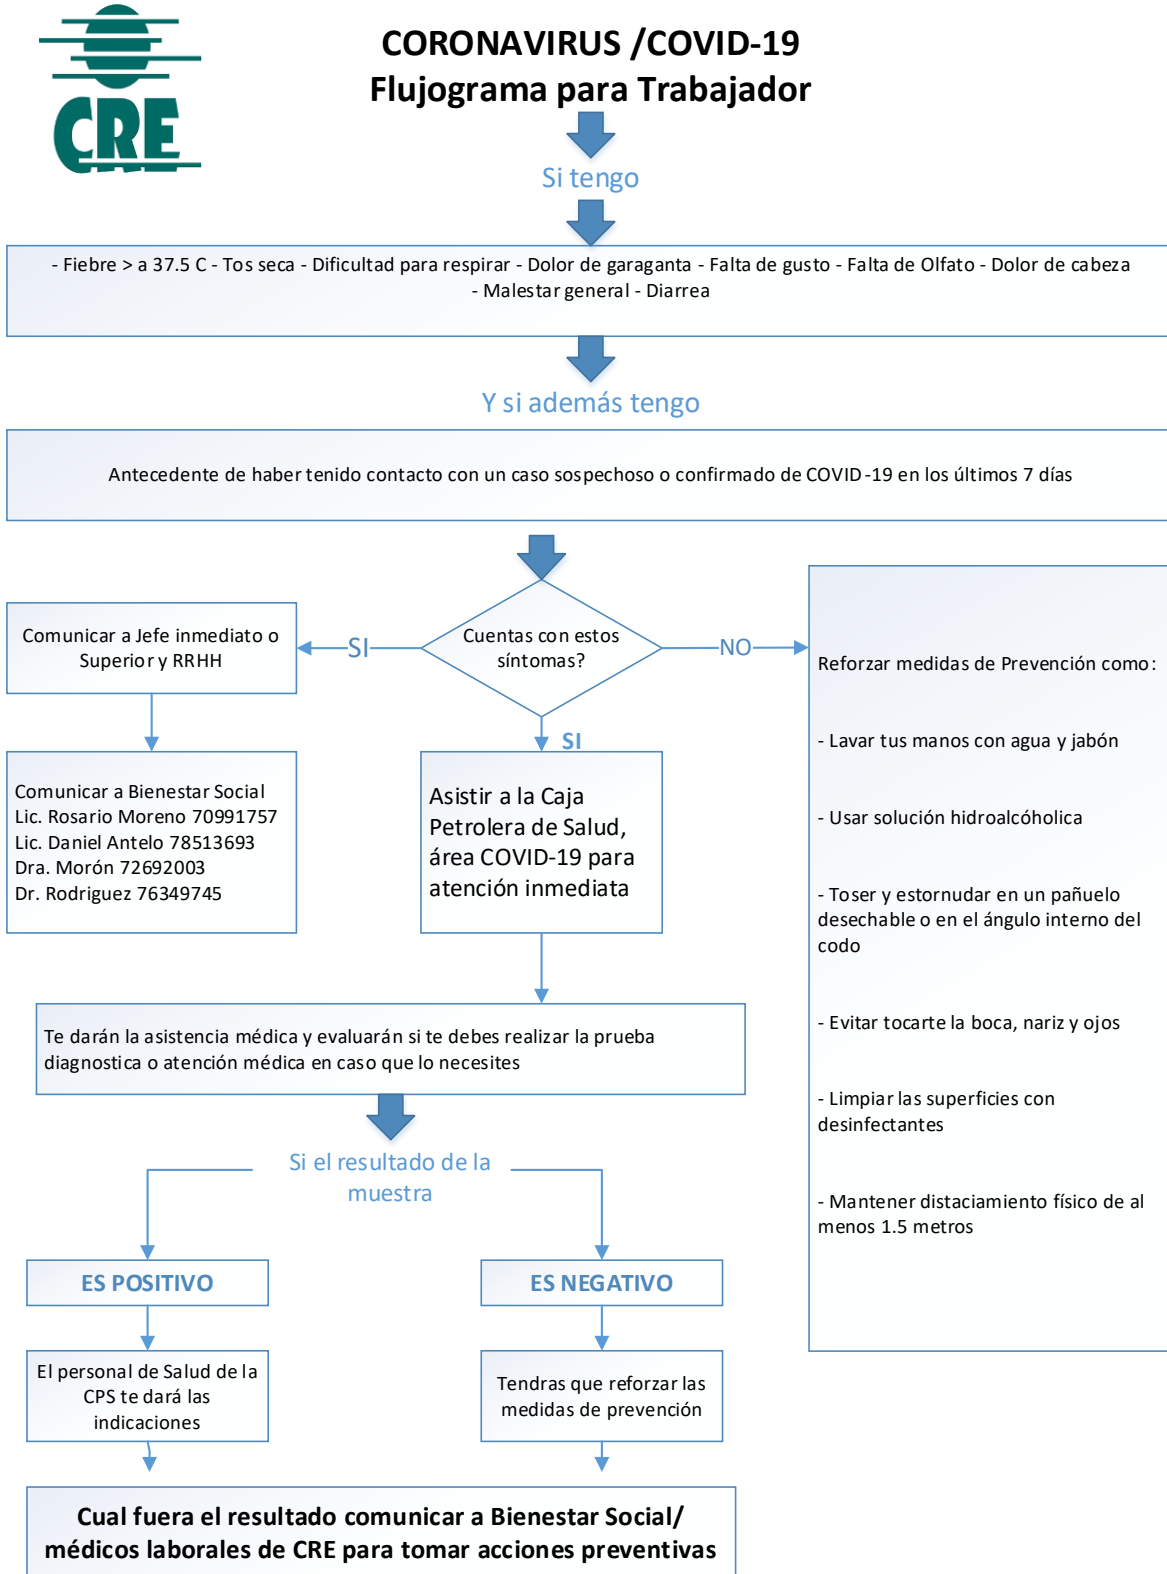 CRE
CORONAVIRUS /COVID-19
Flujograma para Trabajador
Si tengo
- Fiebre > a 37.5 C - Tos seca - Dificultad para respirar - Dolor de garaganta - Falta de gusto - Falta de Olfato - Dolor de cabeza
- Malestar general - Diarrea
Y si además tengo
Antecedente de haber tenido contacto con un caso sospechoso o confirmado de COVID-19 en los últimos 7 días
Cuentas con estos
síntomas?
SI
Comunicar a Jefe inmediato o
Superior y RRHH
Comunicar a Bienestar Social
Lic. Rosario Moreno 70991757
Lic. Daniel Antelo 78513693
Dra. Morón 72692003
Dr. Rodriguez 76349745
SI
Asistir a la Caja
Petrolera de Salud,
área COVID-19 para
atención inmediata
NO
Reforzar medidas de Prevención como:
- Lavar tus manos con agua y jabón
- Usar solución hidroalcóholica
- Toser y estornudar en un pañuelo
desechable o en el ángulo interno del
codo
- Evitar tocarte la boca, nariz y ojos
- Limpiar las superficies con
desinfectantes
- Mantener distaciamiento físico de al
menos 1.5 metros
Te darán la asistencia médica y evaluarán si te debes realizar la prueba
diagnostica o atención médica en caso que lo necesites
Si el resultado de la
muestra
ES POSITIVO
El personal de Salud de la
CPS te dará las
indicaciones
ES NEGATIVO
Tendras que reforzar las
medidas de prevención
Cual fuera el resultado comunicar a Bienestar Social/
médicos laborales de CRE para tomar acciones preventivas